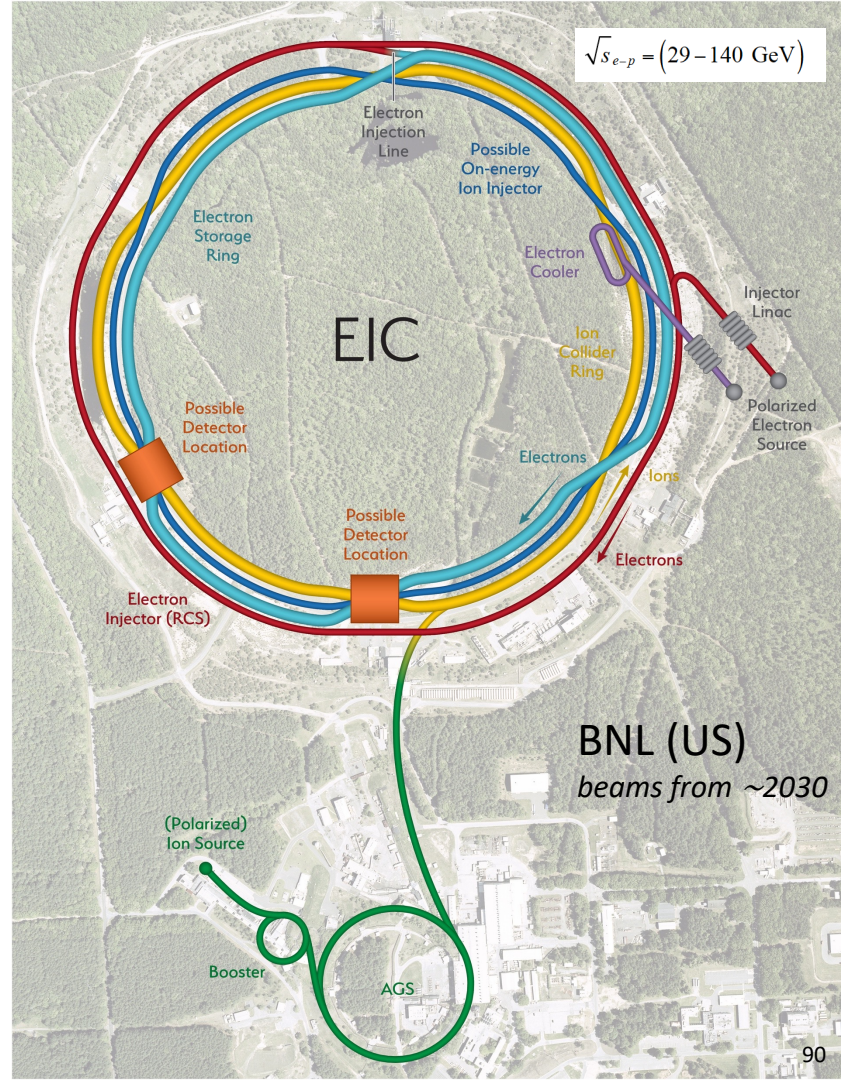 √s e-p = (29 – 140 GeV)
Electron
Injection
Line
Possible
On-energy
Ion Injector
Electron
Storage
Ring
Electron
Cooler
Injector
Linac
EIC
Ion
Collider
Ring
Possible
Detector
Location
Polarized
Electron
Source
Electrons
Ions
Possible
Detector
Location
Electrons
Electron
Injector (RCS)
BNL (US)
beams from ~2030
(Polarized)
Ion Source
Booster
AGS
90